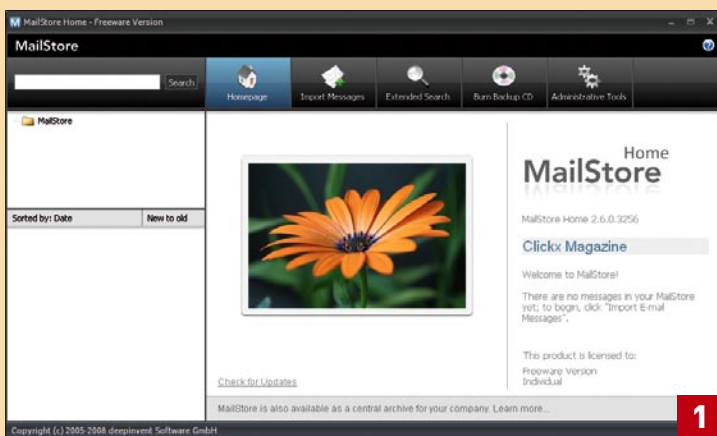 MailStore Home - Freeware Version
MailStore
Search
Homepage
Import Messages
Extended Search
Burn Backup CD
Administrative Tools
MailStore
Sorted by: Date
New to old
Home
MailStore
MailStore Home 2.6.0.3256
Clickx Magazine
Welcome to MailStore!
There are no messages in your MailStore
yet; to begin, click "Import E-mail
Messages".
This product is licensed to:
Freeware Version
Individual
Check for Updates
MailStore is also available as a central archive for your company. Learn more...
Copyright (c) 2005-2008 deepinvent Software GmbH
1